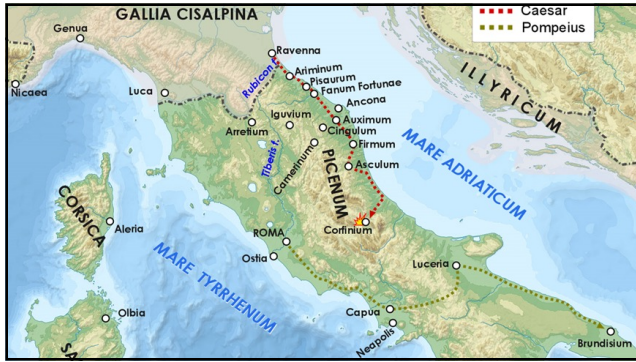 GALLIA CISALPINA
Caesar
Pompeius
Genua
Ravenna
Rubicon f.
Ariminum
Pisaurum
Fanum Fortunae
ILLYRICUM
Nicaea
Luca
Ancona
Iguvium
Auximum
Arretium
Cingulum
Firmum
MARE ADRIATICUM
Tiberis f.
Camerinum
PICENUM
Asculum
CORSICA
Aleria
ROMA
Corfinium
Ostia
MARE TYRRHENUM
Luceria
Olbia
Capua
Neapolis
Brundisium
SA